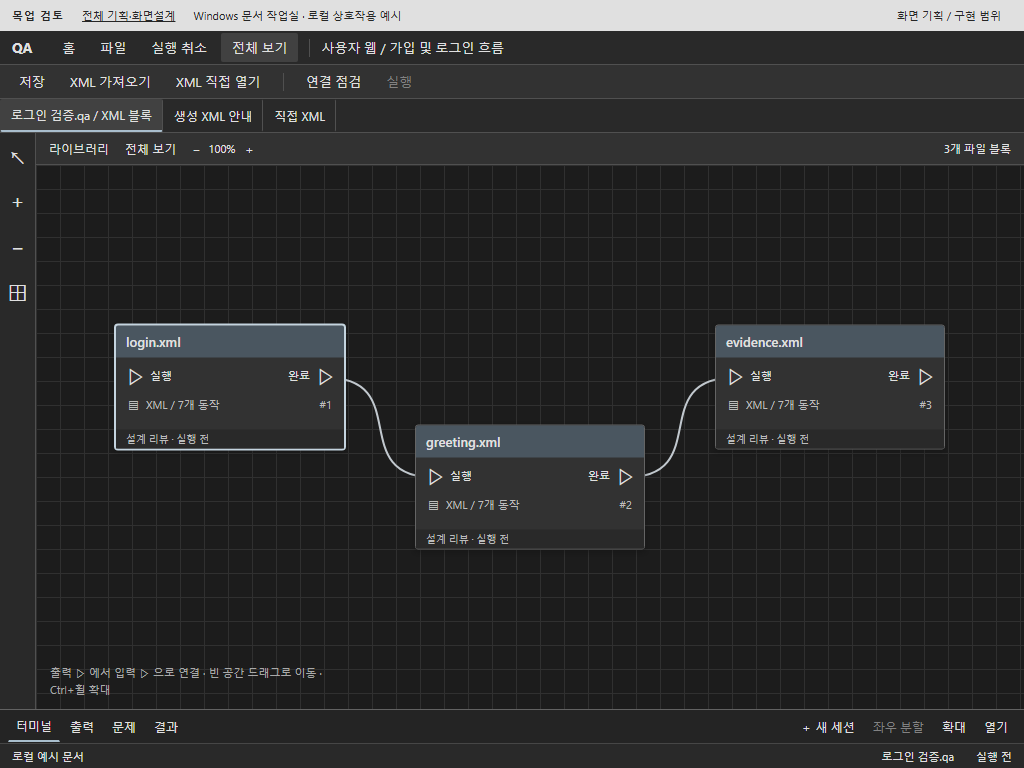 목업 검토 전체 기획·화면설계 Windows 문서 작업실 · 로컬 상호작용 예시 화면 기획 / 구현 범위
QA 홈 파일 실행 취소 전체 보기 사용자 웹 / 가입 및 로그인 흐름
저장 XML 가져오기 XML 직접 열기 연결 점검 실행
로그인 검증.qa / XML 블록 생성 XML 안내 직접 XML
라이브러리 전체 보기 − 100% + 3개 파일 블록
login.xml
▷ 실행 완료 ▷
▤ XML / 7개 동작 #1
설계 리뷰 · 실행 전
greeting.xml
▷ 실행 완료 ▷
▤ XML / 7개 동작 #2
설계 리뷰 · 실행 전
evidence.xml
▷ 실행 완료 ▷
▤ XML / 7개 동작 #3
설계 리뷰 · 실행 전
출력 ▷ 에서 입력 ▷ 으로 연결 · 빈 공간 드래그로 이동 ·
Ctrl+휠 확대
터미널 출력 문제 결과 + 새 세션 좌우 분할 확대 열기
로컬 예시 문서 로그인 검증.qa 실행 전